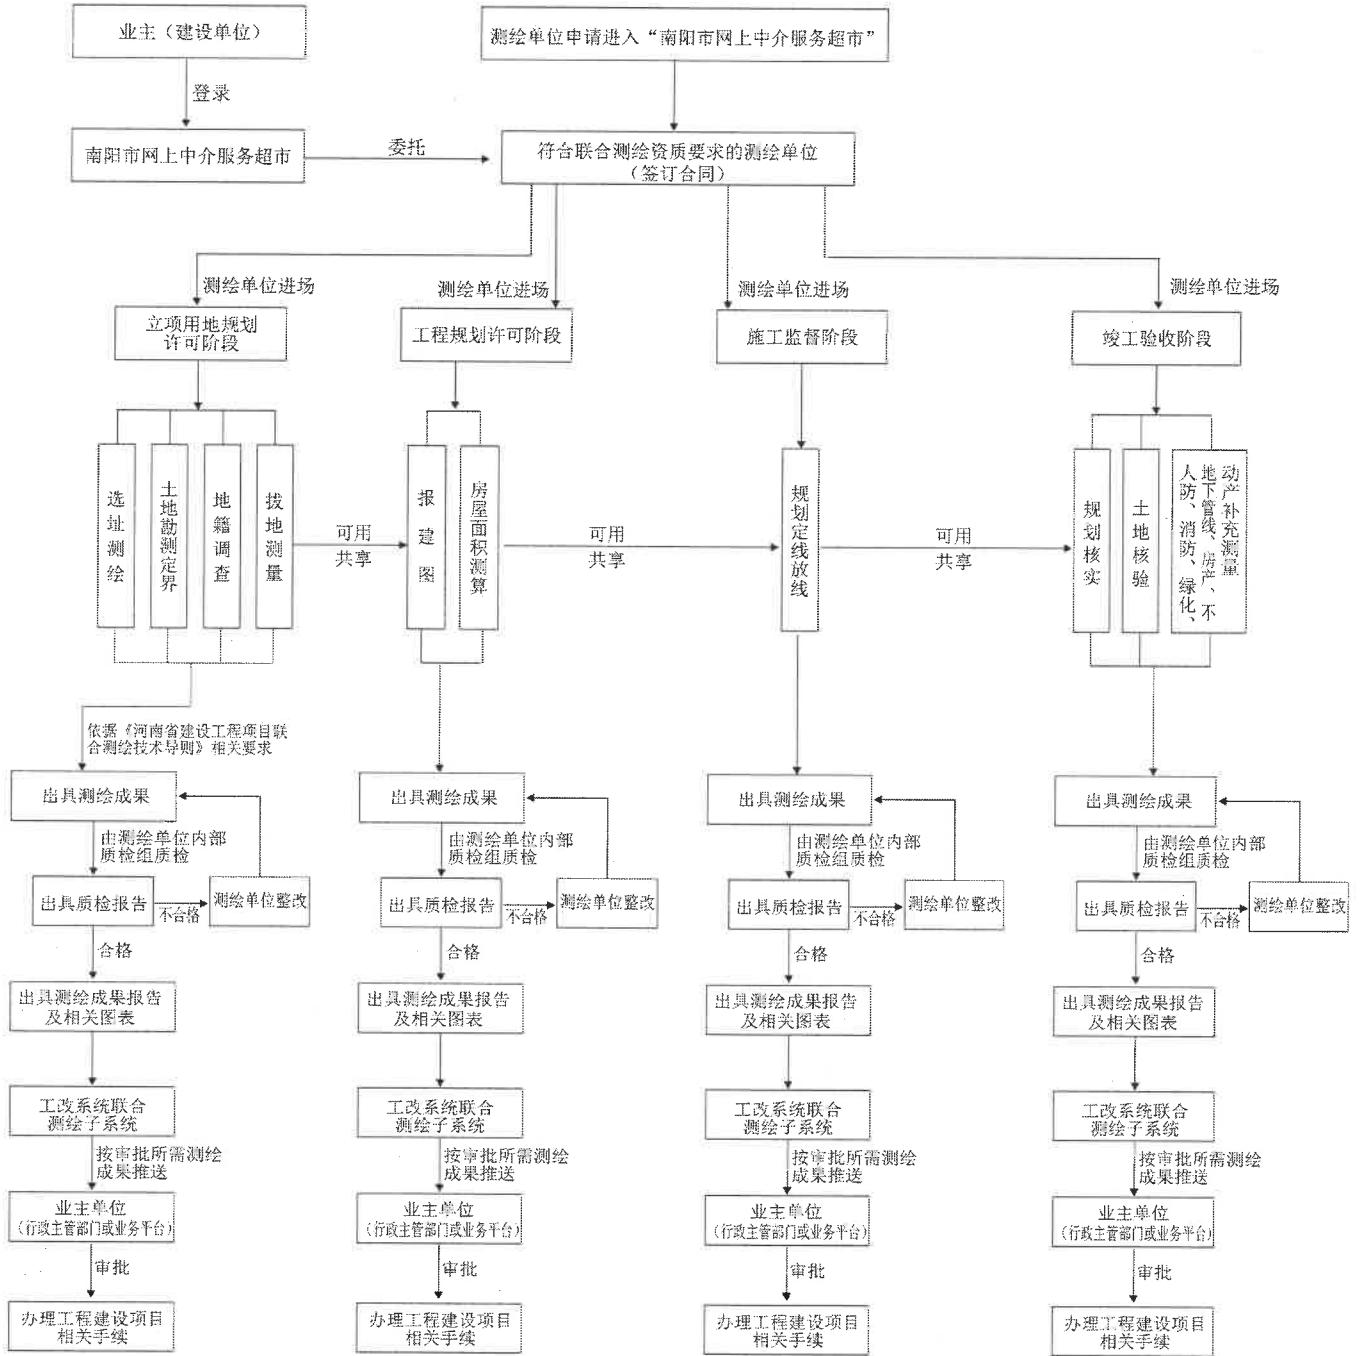 业主（建设单位）
测绘单位申请进入“南阳市网上中介服务超市”
登录
南阳市网上中介服务超市
委托
符合联合测绘资质要求的测绘单位
（签订合同）
测绘单位进场
测绘单位进场
测绘单位进场
测绘单位进场
立项用地规划
许可阶段
工程规划许可阶段
施工监督阶段
竣工验收阶段
选址测绘
土地勘测定界
地籍调查
拔地测量
可用
共享
报建图
房屋面积测算
可用
共享
规划定线放线
可用
共享
规划核实
土地核验
人防、消防、绿化、
地下管线、房产、不
动产补充测量
依据《河南省建设工程项目联
合测绘技术导则》相关要求
出具测绘成果
由测绘单位内部
质检组质检
出具质检报告
不合格
测绘单位整改
合格
出具测绘成果报告
及相关图表
工改系统联合
测绘子系统
按审批所需测绘
成果推送
业主单位
（行政主管部门或业务平台）
审批
办理工程建设项目
相关手续
出具测绘成果
由测绘单位内部
质检组质检
出具质检报告
不合格
测绘单位整改
合格
出具测绘成果报告
及相关图表
工改系统联合
测绘子系统
按审批所需测绘
成果推送
业主单位
（行政主管部门或业务平台）
审批
办理工程建设项目
相关手续
出具测绘成果
由测绘单位内部
质检组质检
出具质检报告
不合格
测绘单位整改
合格
出具测绘成果报告
及相关图表
工改系统联合
测绘子系统
按审批所需测绘
成果推送
业主单位
（行政主管部门或业务平台）
审批
办理工程建设项目
相关手续
出具测绘成果
由测绘单位内部
质检组质检
出具质检报告
不合格
测绘单位整改
合格
出具测绘成果报告
及相关图表
工改系统联合
测绘子系统
按审批所需测绘
成果推送
业主单位
（行政主管部门或业务平台）
审批
办理工程建设项目
相关手续